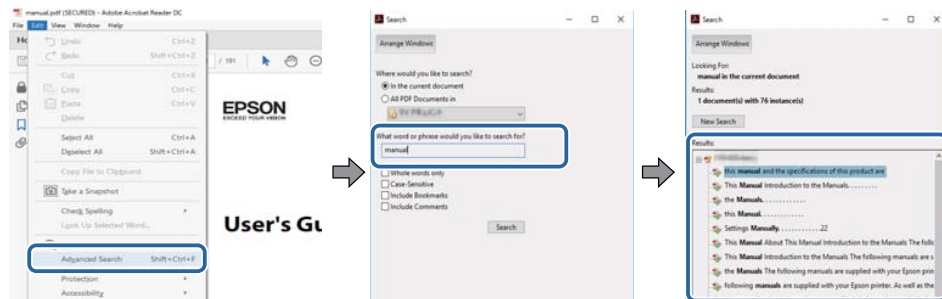 manual.pdf (SECURED) - Adobe Acrobat Reader DC
File Edit View Window Help
Undo Ctrl+Z
Redo Shift+Ctrl+Z
Cut Ctrl+X
Copy Ctrl+C
Paste Ctrl+V
Delete
Select All Ctrl+A
Deselect All Shift+Ctrl+A
Copy File to Clipboard
Take a Snapshot
Check Spelling
Look Up Selected Word...
Advanced Search Shift+Ctrl+F
Protection
Accessibility
/ 191
EPSON
EXCEED YOUR VISION
User's Gu
Search
Arrange Windows
Where would you like to search?
In the current document
All PDF Documents in
What word or phrase would you like to search for?
manual
Whole words only
Case-Sensitive
Include Bookmarks
Include Comments
Search
Search
Arrange Windows
Looking For:
manual in the current document
Results:
1 document(s) with 76 instance(s)
New Search
Results:
this manual and the specifications of this product are
This Manual Introduction to the Manuals. . . . . . . . .
the Manuals. . . . . . . . . . . . .
this Manual. . . . . . . . . . . . .
Settings Manually. . . . . . . . . . . .22
This Manual About This Manual Introduction to the Manuals The follo
This Manual Introduction to the Manuals The following manuals are s
the Manuals The following manuals are supplied with your Epson prin
following manuals are supplied with your Epson printer. As well as the